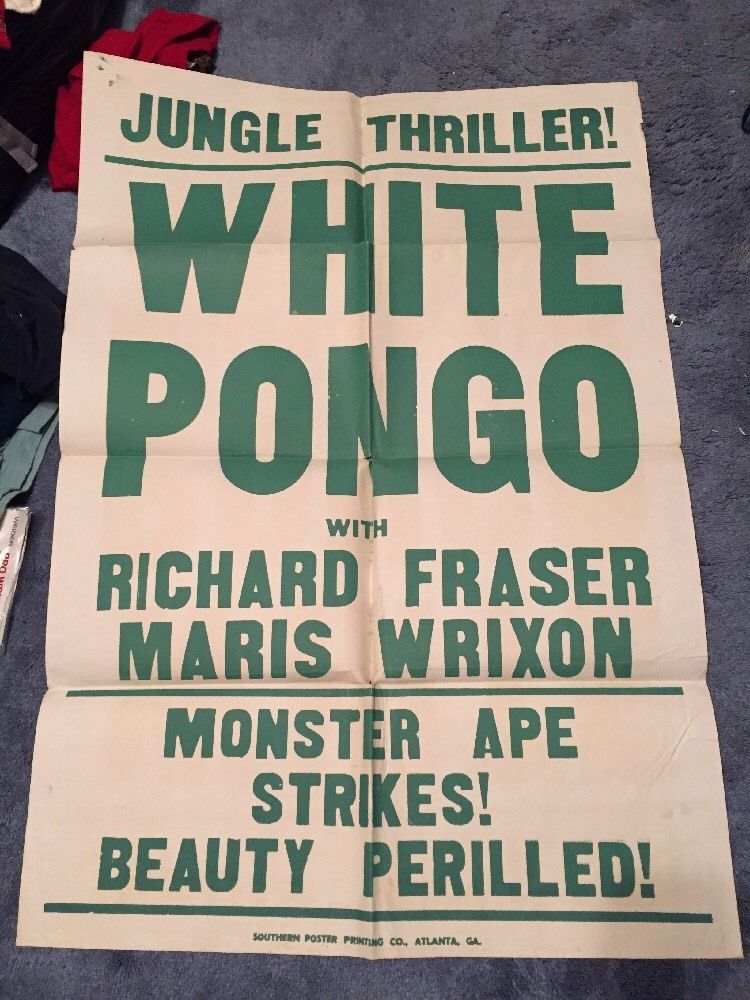 JUNGLE THRILLER!
WHITE
PONGO
WITH
RICHARD FRASER
MARIS WRIXON
MONSTER APE
STRIKES!
BEAUTY PERILLED!
SOUTHERN POSTER PRINTING CO., ATLANTA, GA.
WEIDER